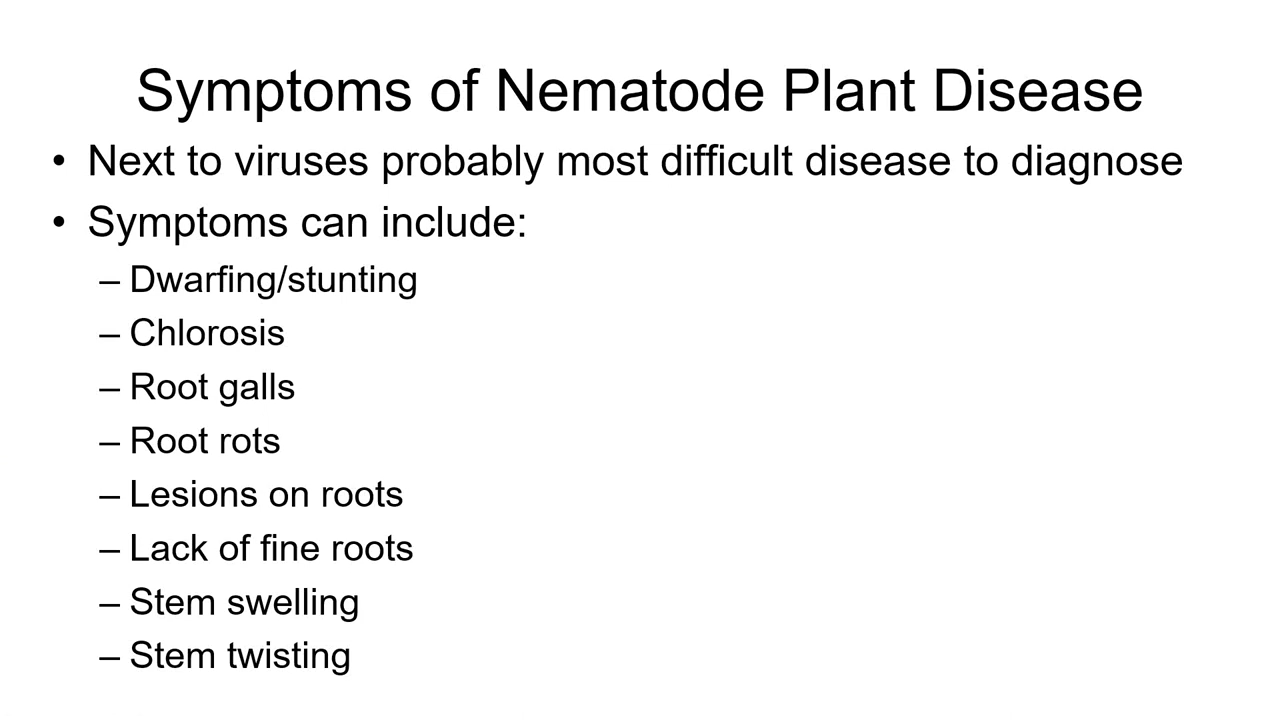 Symptoms of Nematode Plant Disease
• Next to viruses probably most difficult disease to diagnose
• Symptoms can include:
– Dwarfing/stunting
– Chlorosis
– Root galls
– Root rots
– Lesions on roots
– Lack of fine roots
– Stem swelling
– Stem twisting